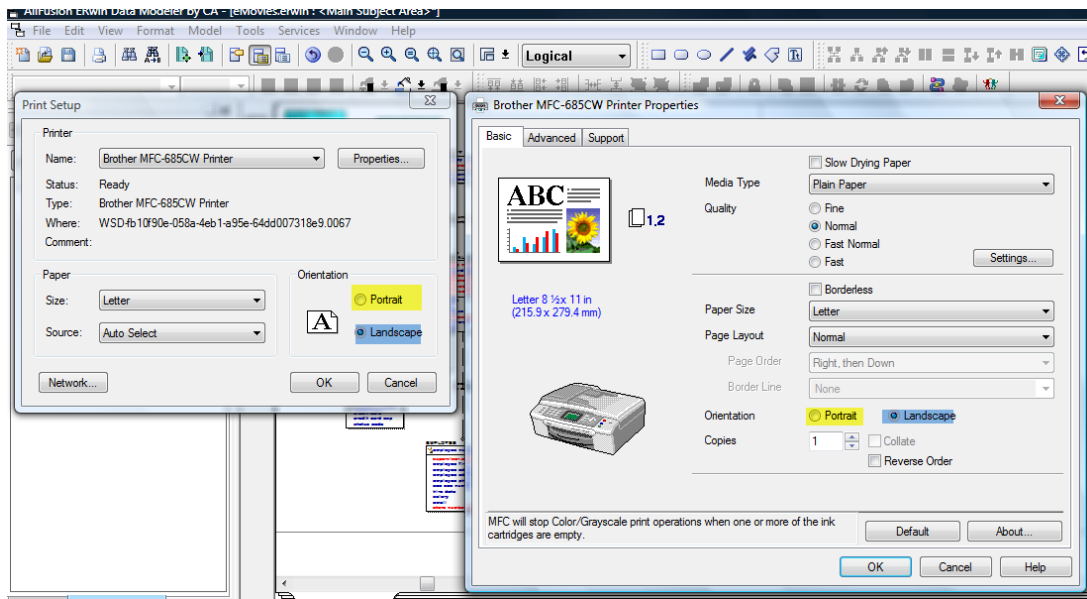 AllFusion ERwin Data Modeler by CA - [eMovies.erwin : <Main Subject Area>*]
File Edit View Format Model Tools Services Window Help
Logical
Print Setup
Printer
Name: Brother MFC-685CW Printer Properties...
Status: Ready
Type: Brother MFC-685CW Printer
Where: WSD-fb10f90e-058a-4eb1-a95e-64dd007318e9.0067
Comment:
Paper
Size: Letter
Source: Auto Select
Orientation
Portrait
A
Landscape
Network... OK Cancel
Brother MFC-685CW Printer Properties
Basic Advanced Support
ABC
1.2
Letter 8 ½x 11 in
(215.9 x 279.4 mm)
Slow Drying Paper
Media Type Plain Paper
Quality Fine
Normal
Fast Normal
Fast Settings...
Borderless
Paper Size Letter
Page Layout Normal
Page Order Right, then Down
Border Line None
Orientation Portrait Landscape
Copies 1 Collate
Reverse Order
MFC will stop Color/Grayscale print operations when one or more of the ink
cartridges are empty.
Default About...
OK Cancel Help